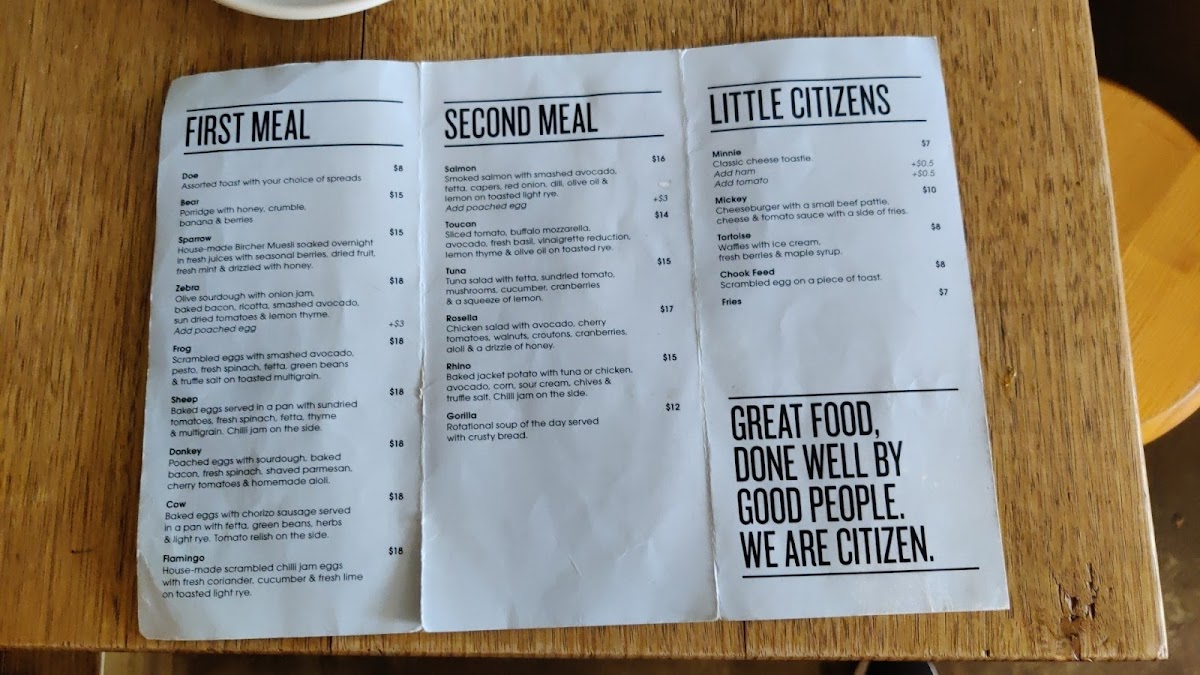 FIRST MEAL
Doe $8
Assorted toast with your choice of spreads
Bear $15
Porridge with honey, crumble,
banana & berries
Sparrow $15
House-made Bircher Muesli soaked overnight
in fresh juices with seasonal berries, dried fruit,
fresh mint & drizzled with honey.
Zebra $18
Olive sourdough with onion jam,
baked bacon, ricotta, smashed avocado,
sun dried tomatoes & lemon thyme.
Add poached egg +$3
Frog $18
Scrambled eggs with smashed avocado,
pesto, fresh spinach, fetta, green beans
& truffle salt on toasted multigrain.
Sheep $18
Baked eggs served in a pan with sundried
tomatoes, fresh spinach, fetta, thyme
& multigrain. Chilli jam on the side.
Donkey $18
Poached eggs with sourdough, baked
bacon, fresh spinach, shaved parmesan,
cherry tomatoes & homemade aioli.
Cow $18
Baked eggs with chorizo sausage served
in a pan with fetta, green beans, herbs
& light rye. Tomato relish on the side.
Flamingo $18
House-made scrambled chilli jam eggs
with fresh coriander, cucumber & fresh lime
on toasted light rye.
SECOND MEAL
Salmon $16
Smoked salmon with smashed avocado,
fetta, capers, red onion, dill, olive oil &
lemon on toasted light rye.
Add poached egg +$3
Toucan $14
Sliced tomato, buffalo mozzarella,
avocado, fresh basil, vinaigrette reduction,
lemon thyme & olive oil on toasted rye.
Tuna $15
Tuna salad with fetta, sundried tomato,
mushrooms, cucumber, cranberries
& a squeeze of lemon.
Rosella $17
Chicken salad with avocado, cherry
tomatoes, walnuts, croutons, cranberries,
aioli & a drizzle of honey.
Rhino $15
Baked jacket potato with tuna or chicken,
avocado, corn, sour cream, chives &
truffle salt. Chilli jam on the side.
Gorilla $12
Rotational soup of the day served
with crusty bread.
LITTLE CITIZENS
Minnie $7
Classic cheese toastie.
Add ham +$0.5
Add tomato +$0.5
Mickey $10
Cheeseburger with a small beef pattie,
cheese & tomato sauce with a side of fries.
Tortoise $8
Waffles with ice cream,
fresh berries & maple syrup.
Chook Feed $8
Scrambled egg on a piece of toast.
Fries $7
GREAT FOOD,
DONE WELL BY
GOOD PEOPLE.
WE ARE CITIZEN.